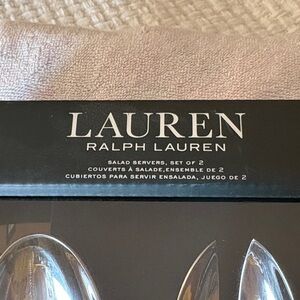 LAUREN
RALPH LAUREN
SALAD SERVERS, SET OF 2
COUVERTS À SALADE, ENSEMBLE DE 2
CUBIERTOS PARA SERVIR ENSALADA, JUEGO DE 2